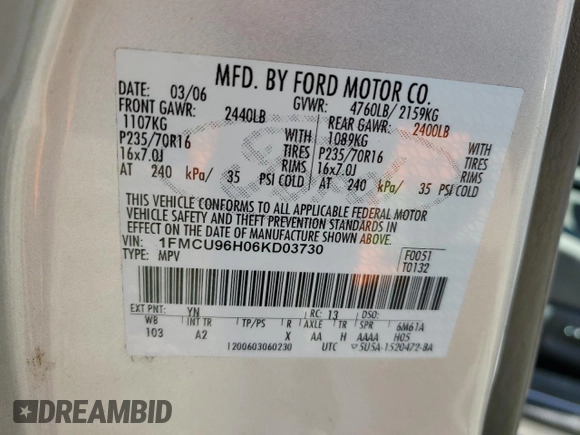 MFD. BY FORD MOTOR CO.
DATE: 03/06 GVWR: 4760LB/ 2159KG
FRONT GAWR: 2440LB REAR GAWR: 2400LB
1107KG WITH 1089KG WITH
P235/70R16 TIRES P235/70R16 TIRES
16x7.0J RIMS 16x7.0J RIMS
AT 240 kPa/ 35 PSI COLD AT 240 kPa/ 35 PSI COLD
THIS VEHICLE CONFORMS TO ALL APPLICABLE FEDERAL MOTOR
VEHICLE SAFETY AND THEFT PREVENTION STANDARDS
IN EFFECT ON THE DATE OF MANUFACTURE SHOWN ABOVE.
VIN: 1FMCU96H06KD03730 F0051
TYPE: MPV T0132
EXT PNT: YN RC: 13 DSO:
WB INT TR TP/PS R AXLE TR SPR 6M6TA
103 A2 X AA H AAAA H05
1200603060230 UTC ▽5U5A-1520472-BA
DREAMBID